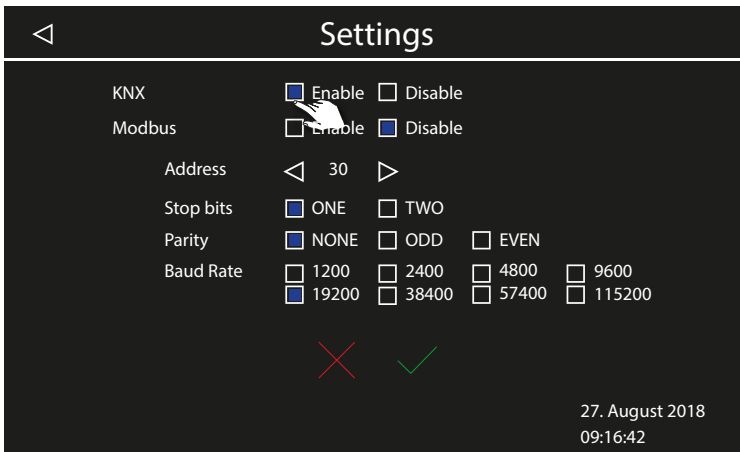 Settings
KNX Enable Disable
Modbus Enable Disable
Address 30
Stop bits ONE TWO
Parity NONE ODD EVEN
Baud Rate 1200 2400 4800 9600
19200 38400 57400 115200
27. August 2018
09:16:42